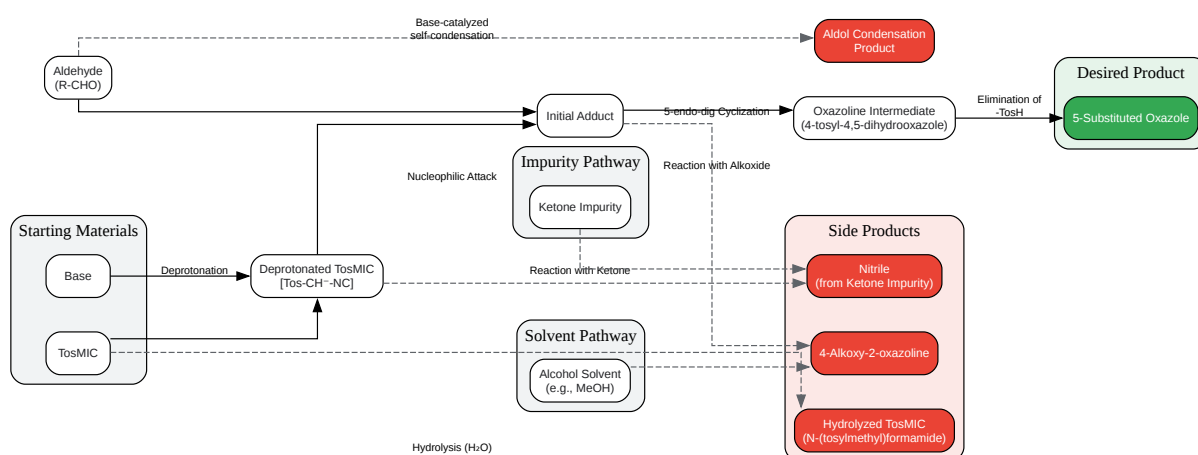 Base-catalyzed
self-condensation
Aldol Condensation
Product
Aldehyde
(R-CHO)
Desired Product
Elimination of
-TosH
5-Substituted Oxazole
Initial Adduct
5-endo-dig Cyclization
Oxazoline Intermediate
(4-tosyl-4,5-dihydrooxazole)
Impurity Pathway
Reaction with Alkoxide
Nucleophilic Attack
Ketone Impurity
Starting Materials
Side Products
Base
Deprotonation
Deprotonated TosMIC
[Tos-CH⁻-NC]
Reaction with Ketone
Nitrile
(from Ketone Impurity)
Solvent Pathway
TosMIC
4-Alkoxy-2-oxazoline
Alcohol Solvent
(e.g., MeOH)
Hydrolyzed TosMIC
(N-(tosylmethyl)formamide)
Hydrolysis (H₂O)